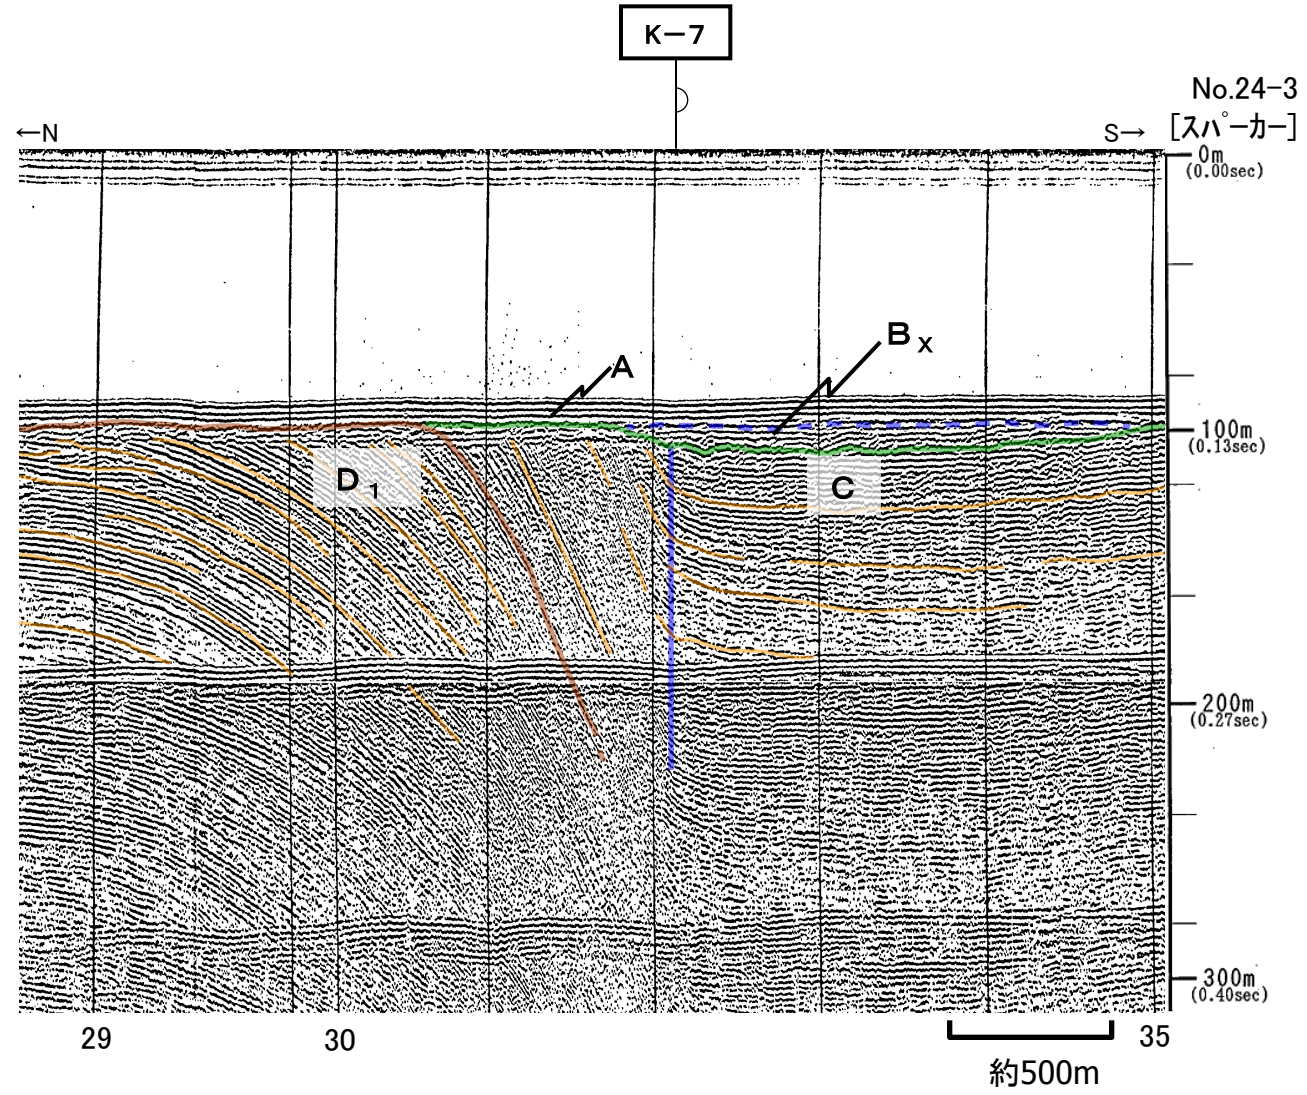 K−7
No.24−3
[スパーカー]
←N
S→
0m
(0.00sec)
A
Bx
100m
(0.13sec)
D1
C
200m
(0.27sec)
300m
(0.40sec)
29
30
35
約500m